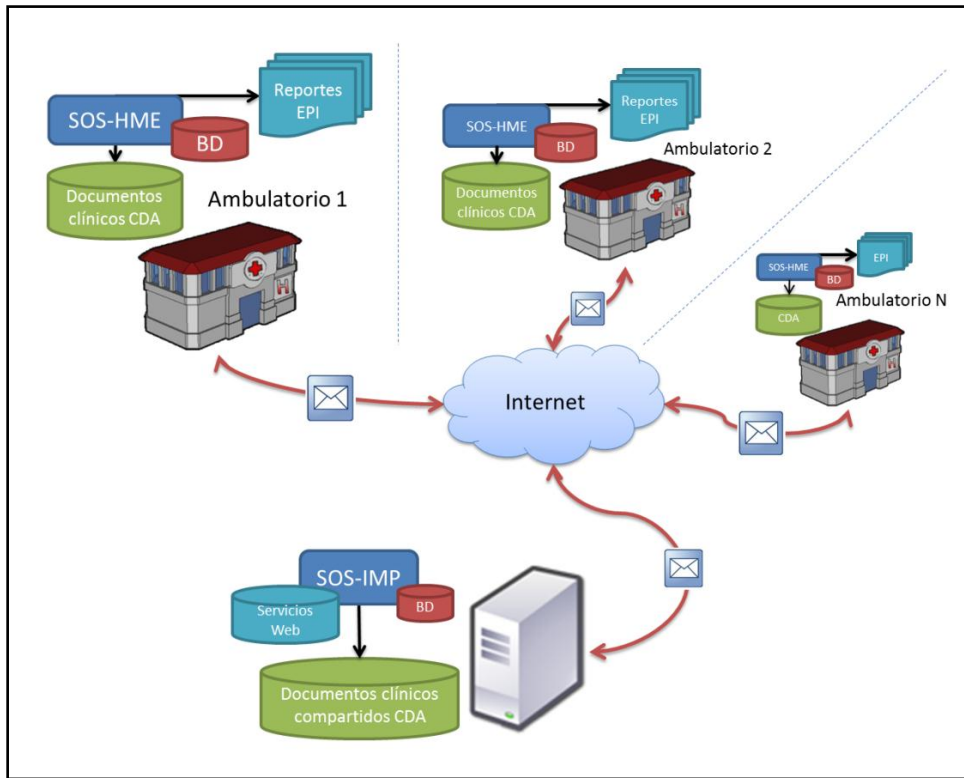 Reportes
EPI
SOS-HME
BD
Documentos
clínicos CDA
Ambulatorio 1
Reportes
EPI
SOS-HME
BD
Documentos
clínicos CDA
Ambulatorio 2
H
EPI
SOS-HME
BD
CDA
Ambulatorio N
H
Internet
SOS-IMP
Servicios
Web
BD
Documentos clínicos
compartidos CDA